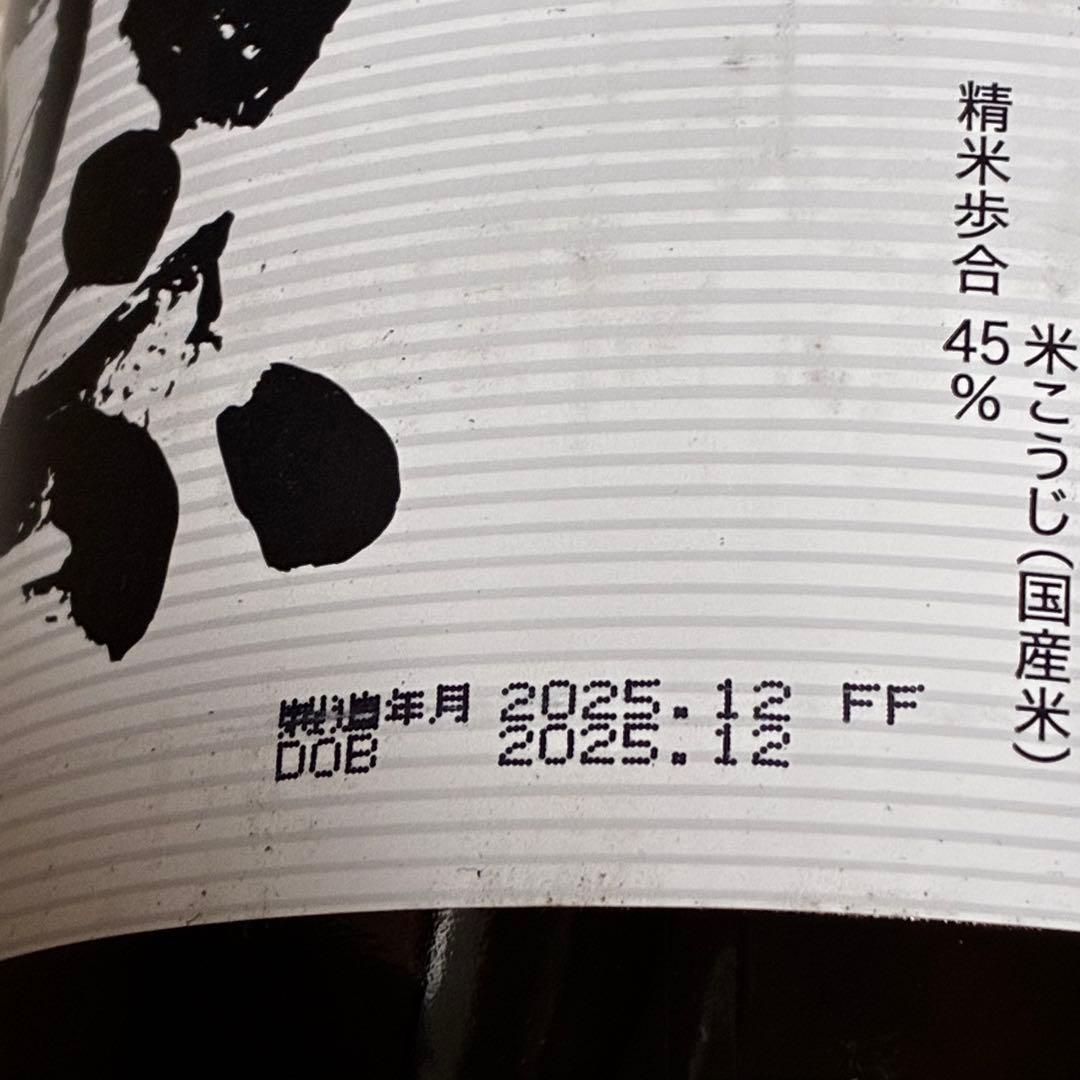 米こうじ(国産米)
精米歩合 45%
製造年月 2025.12 FF
DOB 2025.12